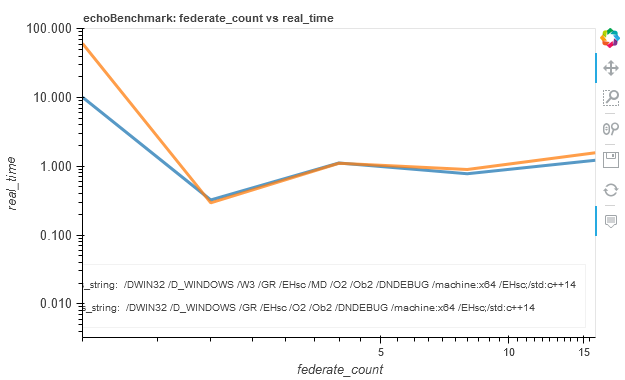 echoBenchmark: federate_count vs real_time
100.000
10.000
1.000
0.100
0.010
real_time
_string: /DWIN32 /D_WINDOWS /W3 /GR /EHsc /MD /O2 /Ob2 /DNDEBUG /machine:x64 /EHsc;/std:c++14
s_string: /DWIN32 /D_WINDOWS /GR /EHsc /O2 /Ob2 /DNDEBUG /machine:x64 /EHsc;/std:c++14
5
10
15
federate_count